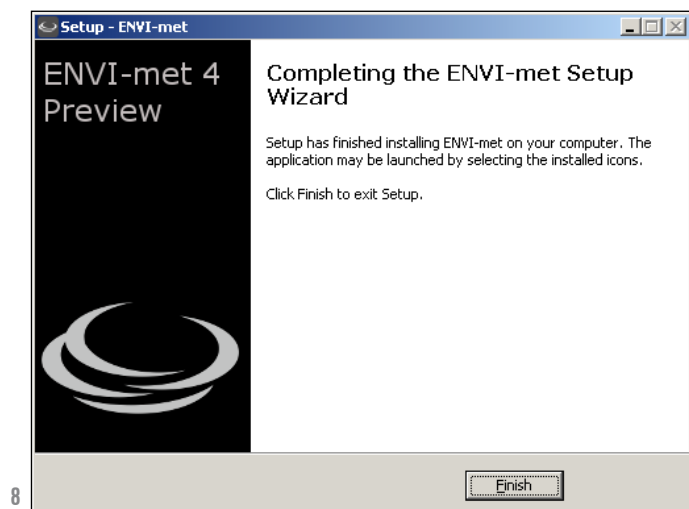 Setup - ENVI-met
ENVI-met 4
Preview
Completing the ENVI-met Setup
Wizard
Setup has finished installing ENVI-met on your computer. The
application may be launched by selecting the installed icons.
Click Finish to exit Setup.
Finish
8